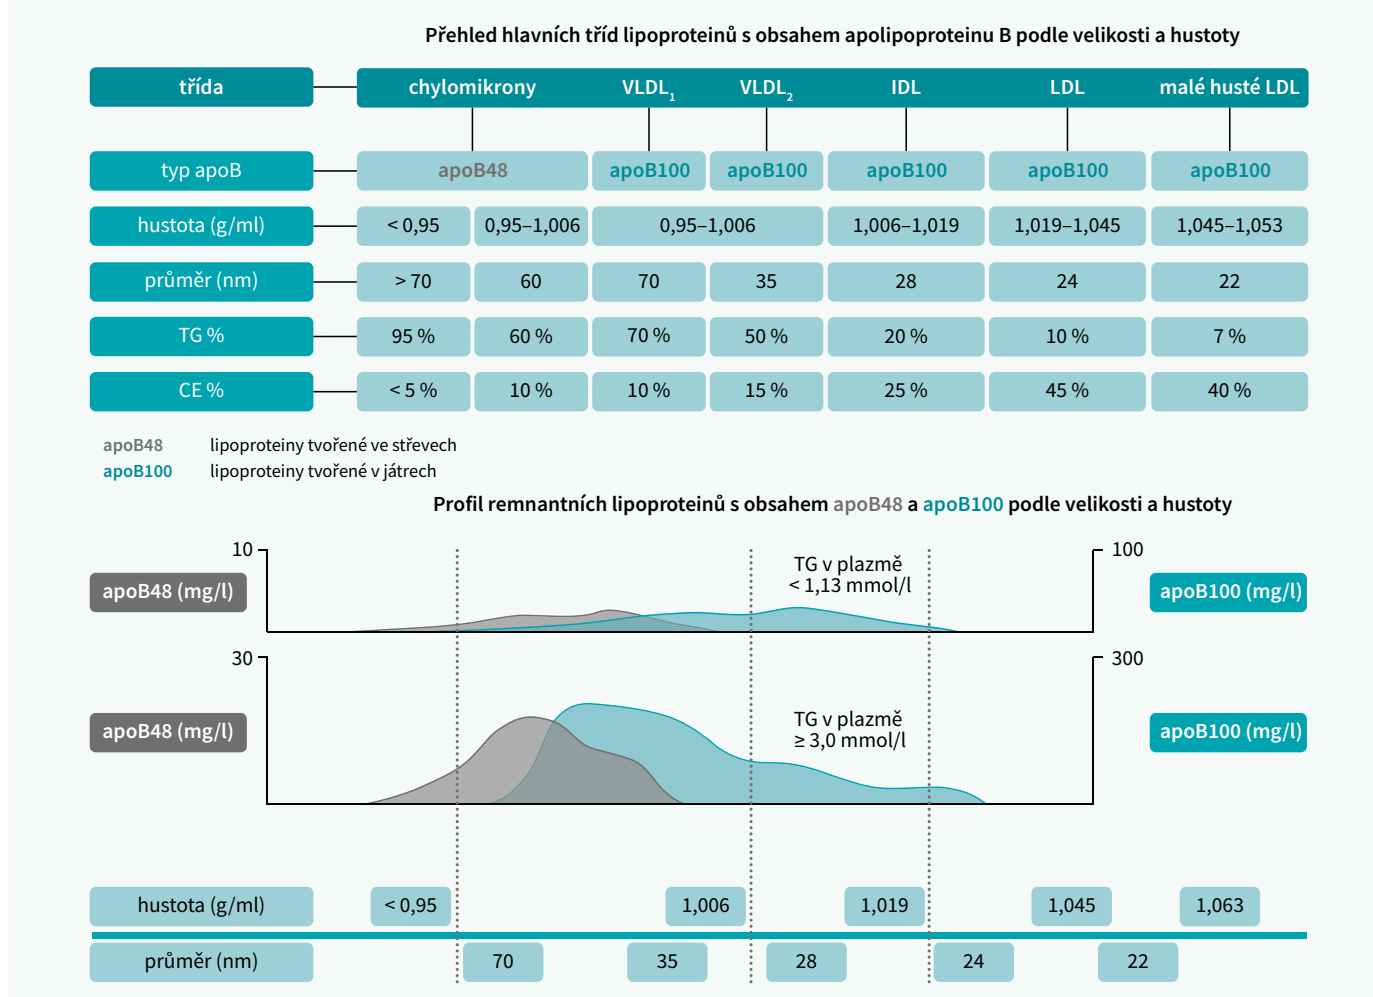 Přehled hlavních tříd lipoproteinů s obsahem apolipoproteinu B podle velikosti a hustoty
třída chylomikrony VLDL₁ VLDL₂ IDL LDL malé husté LDL
typ apoB apoB48 apoB100 apoB100 apoB100 apoB100 apoB100
hustota (g/ml) < 0,95 0,95–1,006 0,95–1,006 1,006–1,019 1,019–1,045 1,045–1,053
průměr (nm) > 70 60 70 35 28 24 22
TG % 95 % 60 % 70 % 50 % 20 % 10 % 7 %
CE % < 5 % 10 % 10 % 15 % 25 % 45 % 40 %
apoB48 lipoproteiny tvořené ve střevech
apoB100 lipoproteiny tvořené v játrech
Profil remnantních lipoproteinů s obsahem apoB48 a apoB100 podle velikosti a hustoty
10 100
TG v plazmě
< 1,13 mmol/l
apoB48 (mg/l) apoB100 (mg/l)
30 300
TG v plazmě
≥ 3,0 mmol/l
apoB48 (mg/l) apoB100 (mg/l)
hustota (g/ml) < 0,95 1,006 1,019 1,045 1,063
průměr (nm) 70 35 28 24 22